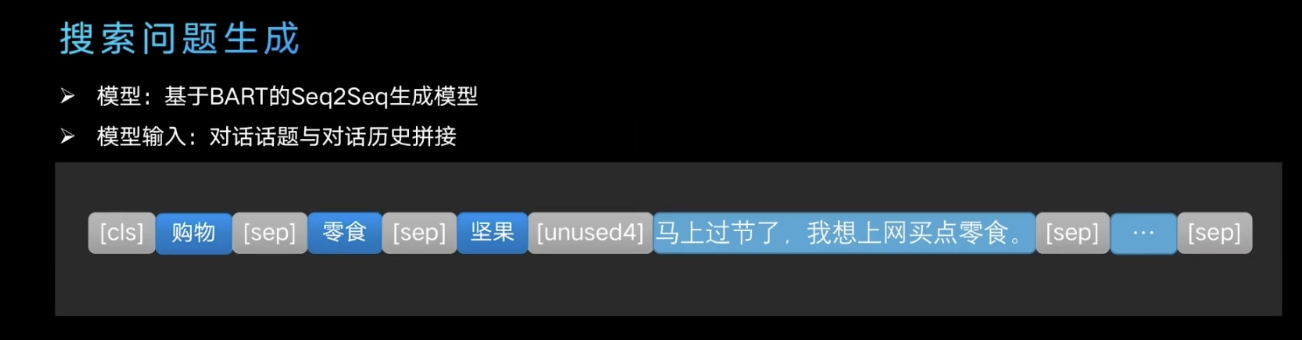 搜索问题生成
➢ 模型：基于BART的Seq2Seq生成模型
➢ 模型输入：对话话题与对话历史拼接
[cls] 购物 [sep] 零食 [sep] 坚果 [unused4] 马上过节了，我想上网买点零食。 [sep] … [sep]